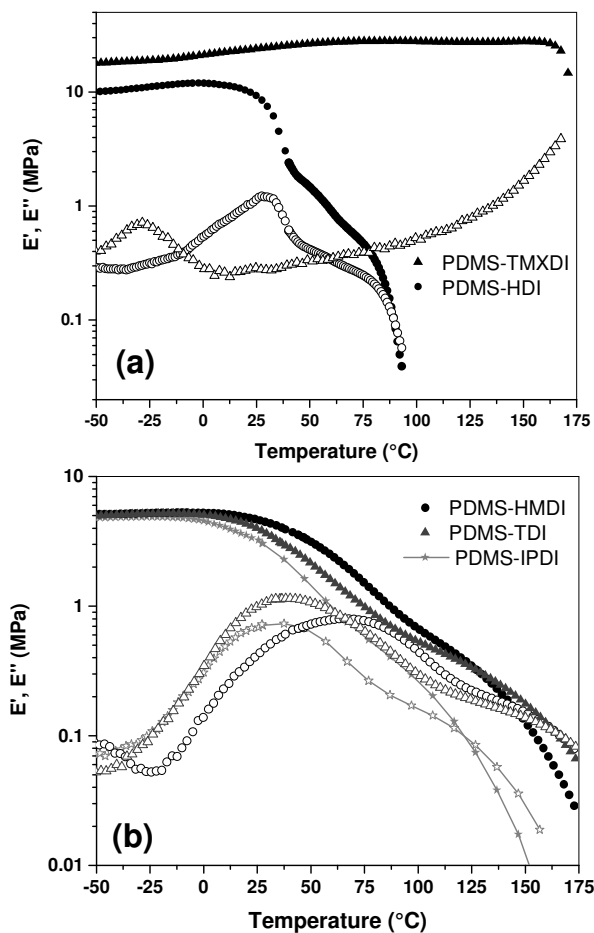 10
1
0.1
E', E'' (MPa)
PDMS-TMXDI
PDMS-HDI
(a)
-50 -25 0 25 50 75 100 125 150 175
Temperature (°C)
10
1
0.1
0.01
E', E'' (MPa)
PDMS-HMDI
PDMS-TDI
PDMS-IPDI
(b)
-50 -25 0 25 50 75 100 125 150 175
Temperature (°C)